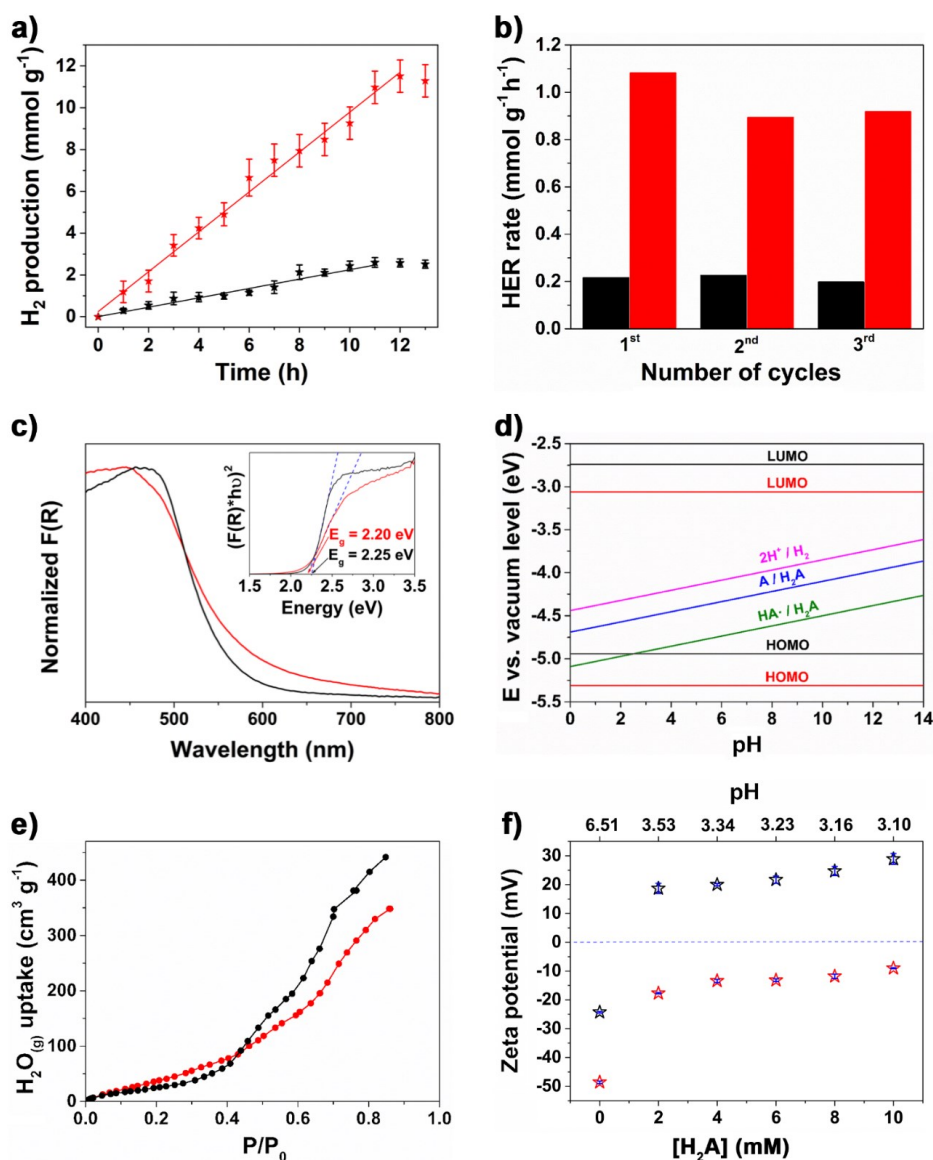 a)
H₂ production (mmol g⁻¹)
12
10
8
6
4
2
0
0 2 4 6 8 10 12
Time (h)
b)
HER rate (mmol g⁻¹h⁻¹)
1.2
1.0
0.8
0.6
0.4
0.2
0.0
1ˢᵗ 2ⁿᵈ 3ʳᵈ
Number of cycles
c)
Normalized F(R)
400 500 600 700 800
Wavelength (nm)
(F(R)*hυ)²
E_g = 2.20 eV
E_g = 2.25 eV
1.5 2.0 2.5 3.0 3.5
Energy (eV)
d)
E vs. vacuum level (eV)
-2.5
-3.0
-3.5
-4.0
-4.5
-5.0
-5.5
LUMO
LUMO
2H⁺ / H₂
A / H₂A
HA· / H₂A
HOMO
HOMO
0 2 4 6 8 10 12 14
pH
e)
H₂O₍g₎ uptake (cm³ g⁻¹)
400
300
200
100
0
0.0 0.2 0.4 0.6 0.8 1.0
P/P₀
f)
pH
6.51 3.53 3.34 3.23 3.16 3.10
Zeta potential (mV)
30
20
10
0
-10
-20
-30
-40
-50
0 2 4 6 8 10
[H₂A] (mM)